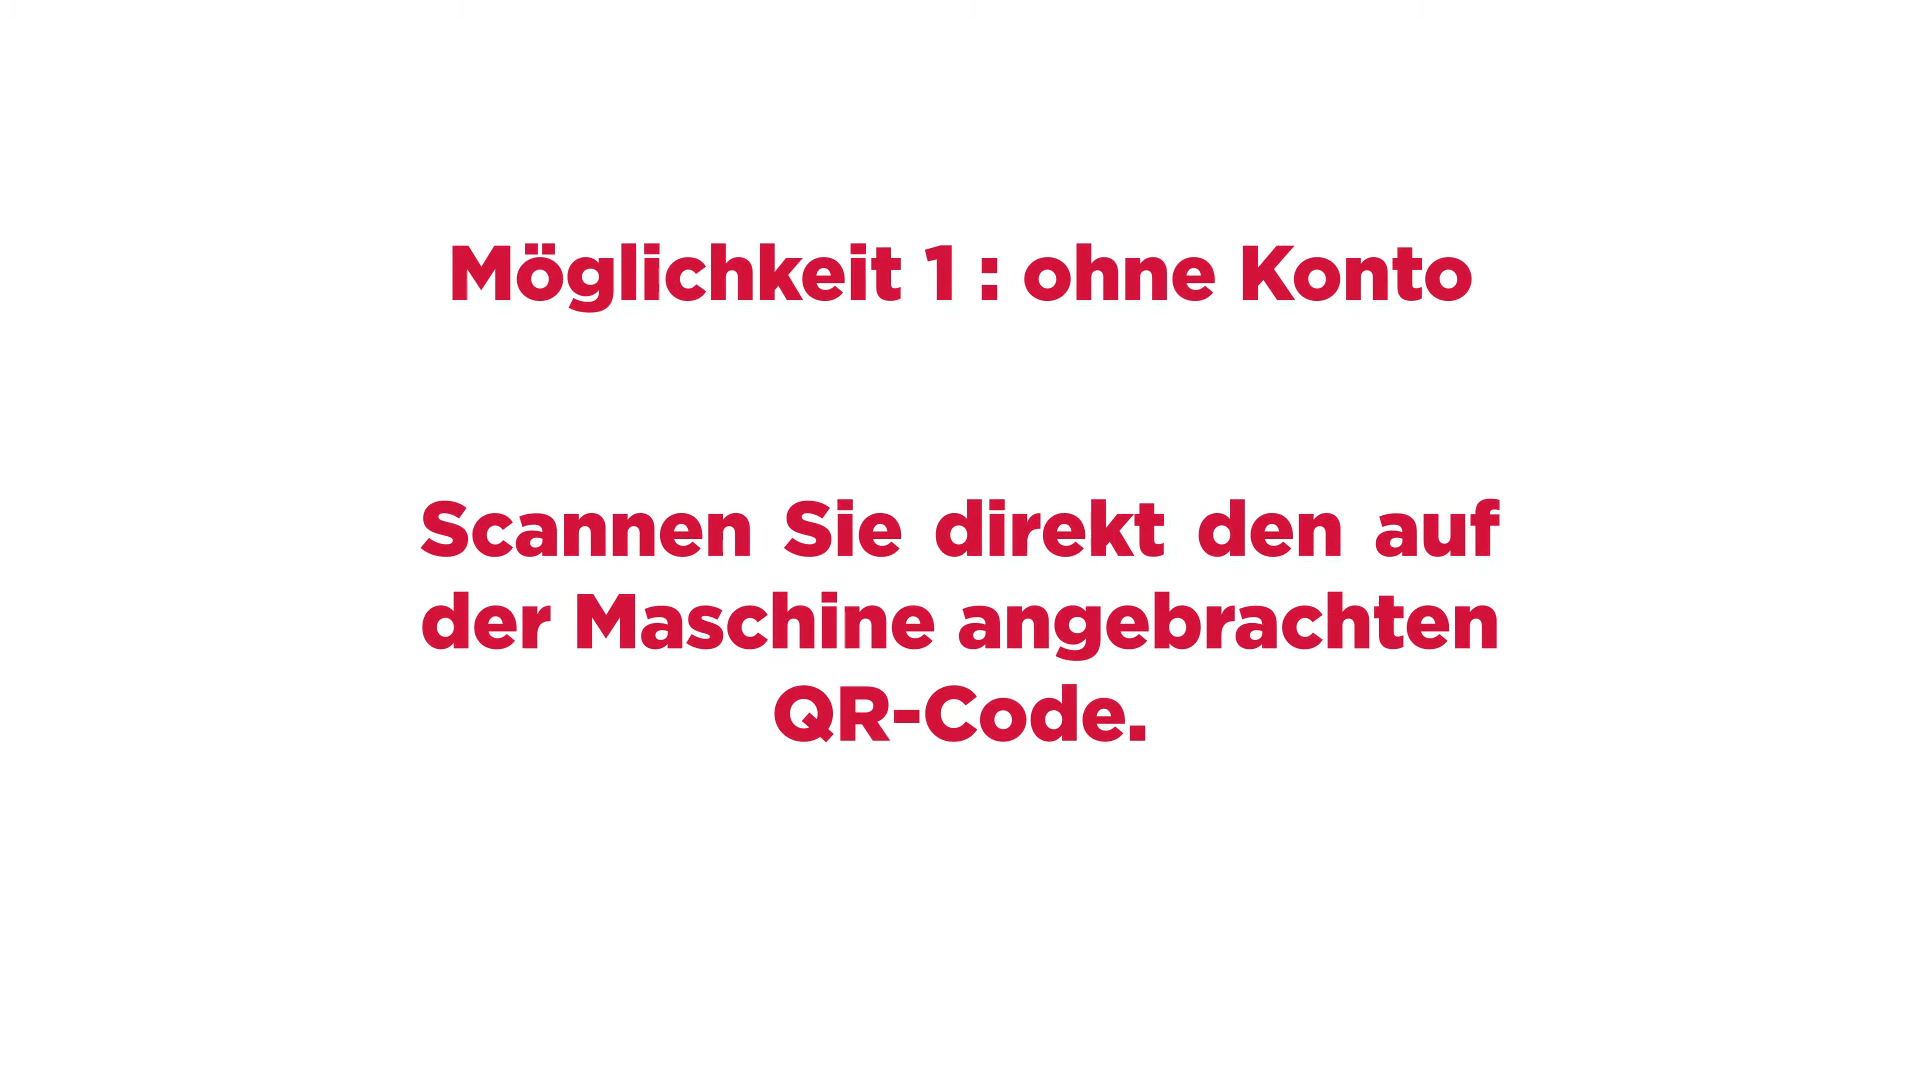 Möglichkeit 1 : ohne Konto
Scannen Sie direkt den auf
der Maschine angebrachten
QR-Code.